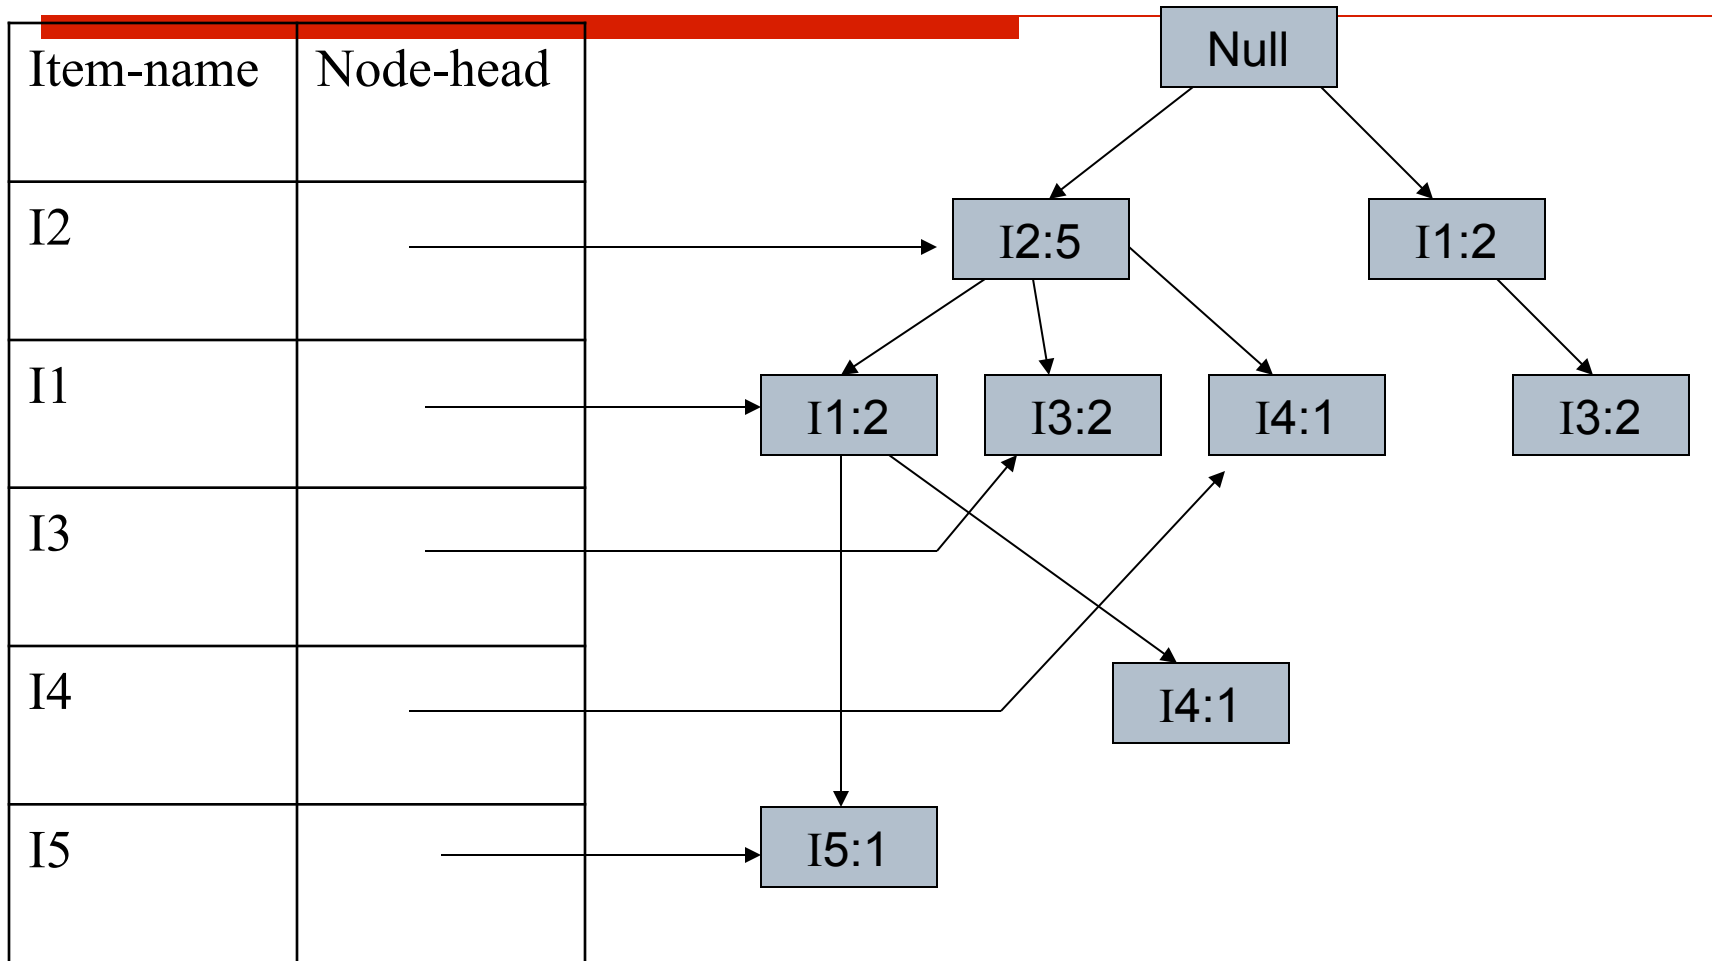 Item-name Node-head
Null
I2
I2:5 I1:2
I1
I1:2 I3:2 I4:1 I3:2
I3
I4
I4:1
I5
I5:1